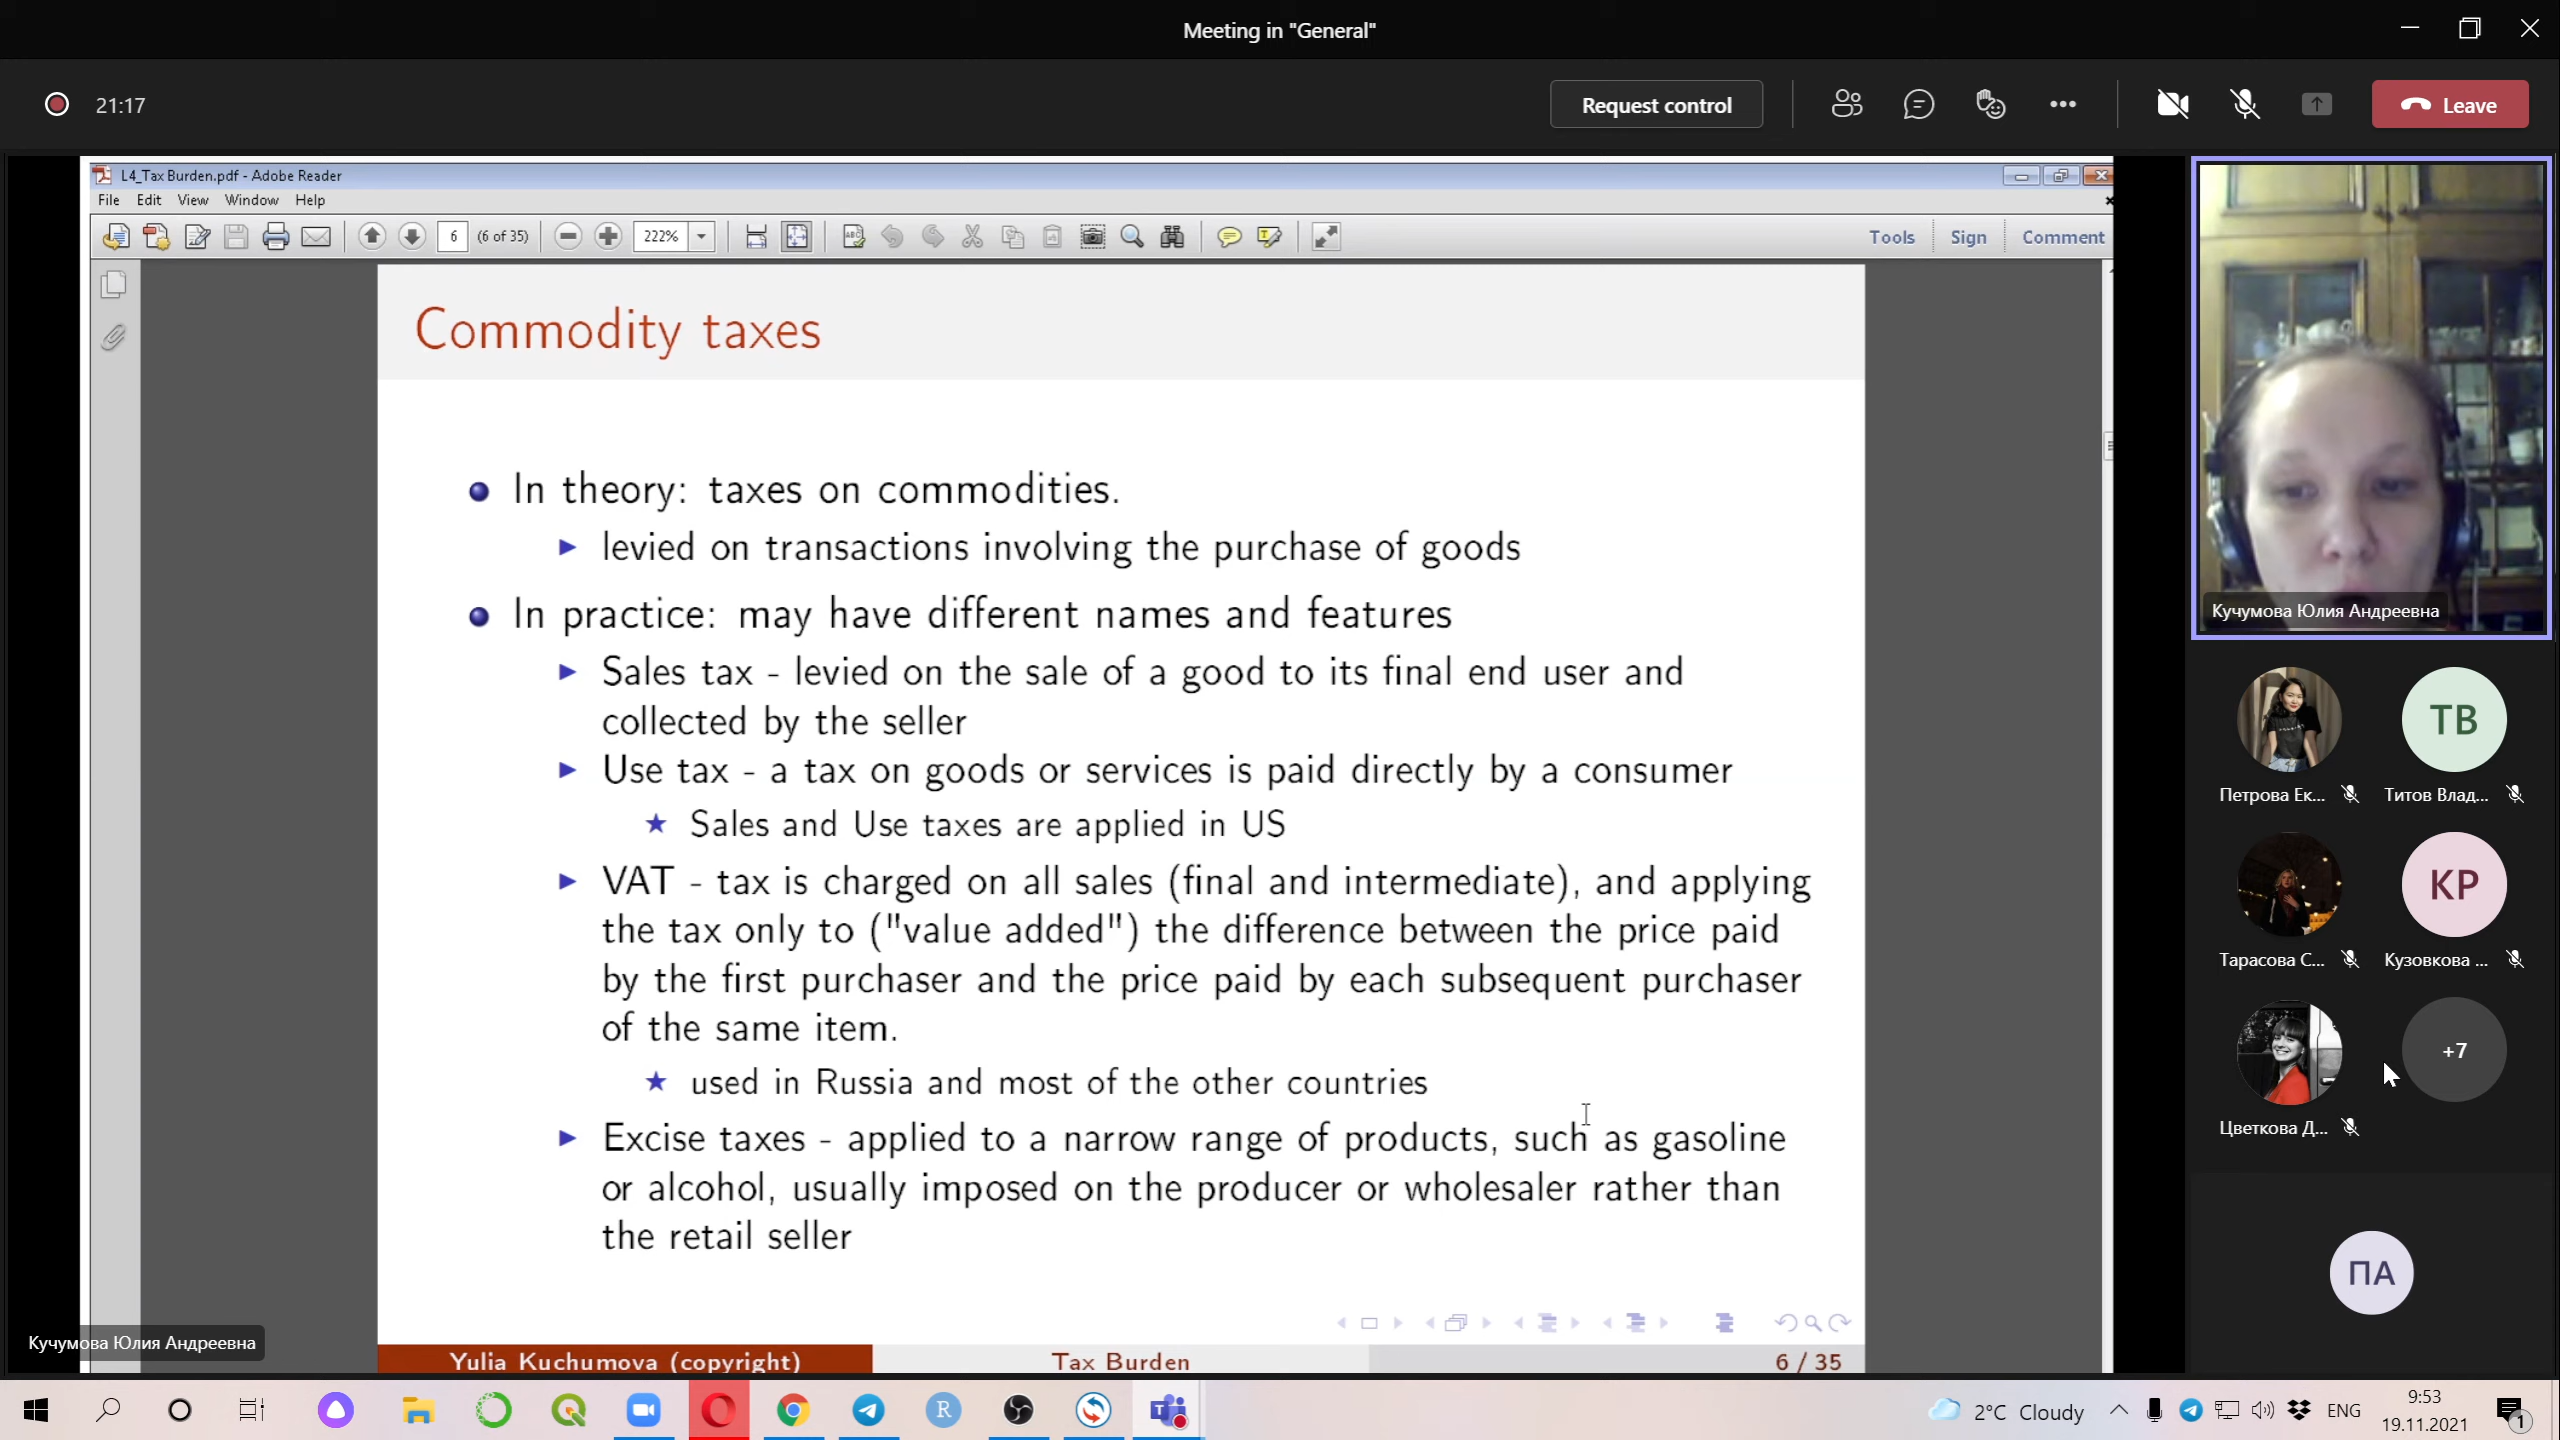 Meeting in "General"
21:17
Request control
Leave
L4_Tax Burden.pdf - Adobe Reader
File Edit View Window Help
6 (6 of 35) 222% Tools Sign Comment
Commodity taxes
In theory: taxes on commodities.
levied on transactions involving the purchase of goods
In practice: may have different names and features
Sales tax - levied on the sale of a good to its final end user and
collected by the seller
Use tax - a tax on goods or services is paid directly by a consumer
Sales and Use taxes are applied in US
VAT - tax is charged on all sales (final and intermediate), and applying
the tax only to ("value added") the difference between the price paid
by the first purchaser and the price paid by each subsequent purchaser
of the same item.
used in Russia and most of the other countries
Excise taxes - applied to a narrow range of products, such as gasoline
or alcohol, usually imposed on the producer or wholesaler rather than
the retail seller
Yulia Kuchumova (copyright) Tax Burden 6 / 35
Кучумова Юлия Андреевна
Кучумова Юлия Андреевна
ТВ
Петрова Ек... Титов Влад...
КР
Тарасова С... Кузовкова ...
+7
Цветкова Д...
ПА
2°C Cloudy
ENG
9:53
19.11.2021
1